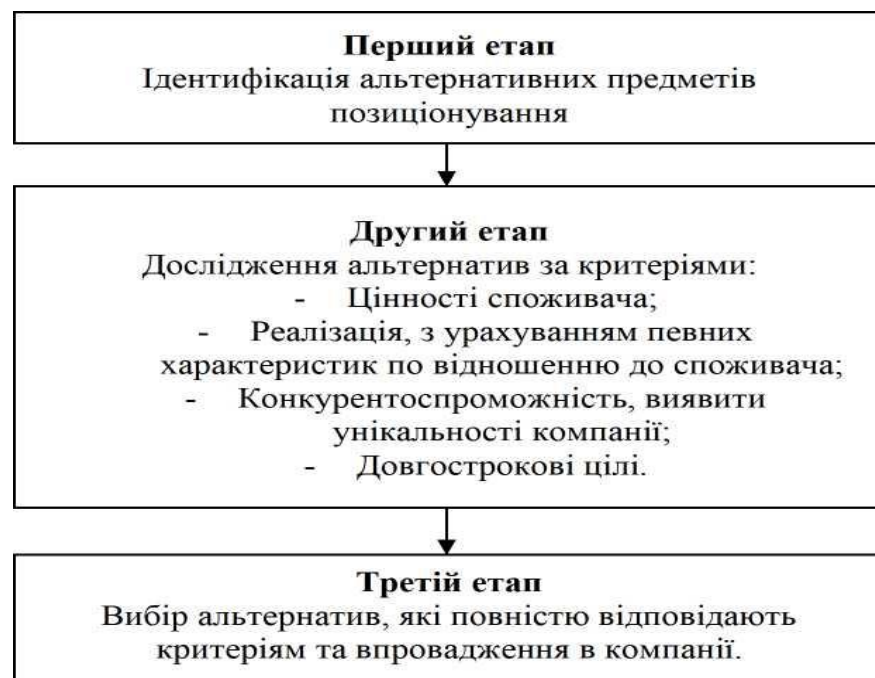 Перший етап
Ідентифікація альтернативних предметів
позиціонування
Другий етап
Дослідження альтернатив за критеріями:
- Цінності споживача;
- Реалізація, з урахуванням певних
характеристик по відношенню до споживача;
- Конкурентоспроможність, виявити
унікальності компанії;
- Довгострокові цілі.
Третій етап
Вибір альтернатив, які повністю відповідають
критеріям та впровадження в компанії.